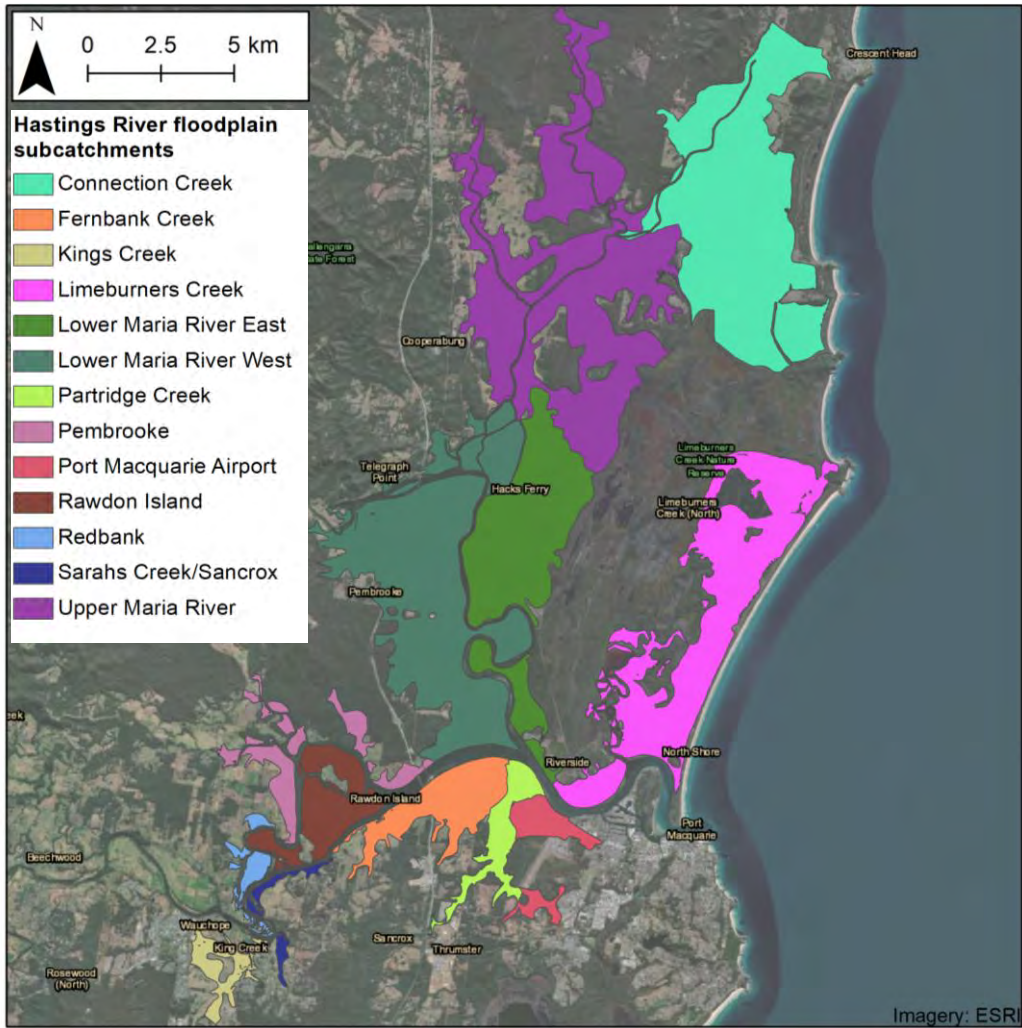 N
0 2.5 5 km
Hastings River floodplain
subcatchments
Connection Creek
Fernbank Creek
Kings Creek
Limeburners Creek
Lower Maria River East
Lower Maria River West
Partridge Creek
Pembrooke
Port Macquarie Airport
Rawdon Island
Redbank
Sarahs Creek/Sancrox
Upper Maria River
Crescent Head
Cooperabung
Limeburners
Creek Nature
Reserve
Telegraph
Point
Hacks Ferry
Limeburners
Creek (North)
Pembrooke
North Shore
Riverside
Rawdon Island
Port
Macquarie
Beechwood
Wauchope
King Creek
Sancrox
Thrumster
Rosewood
(North)
Imagery: ESRI